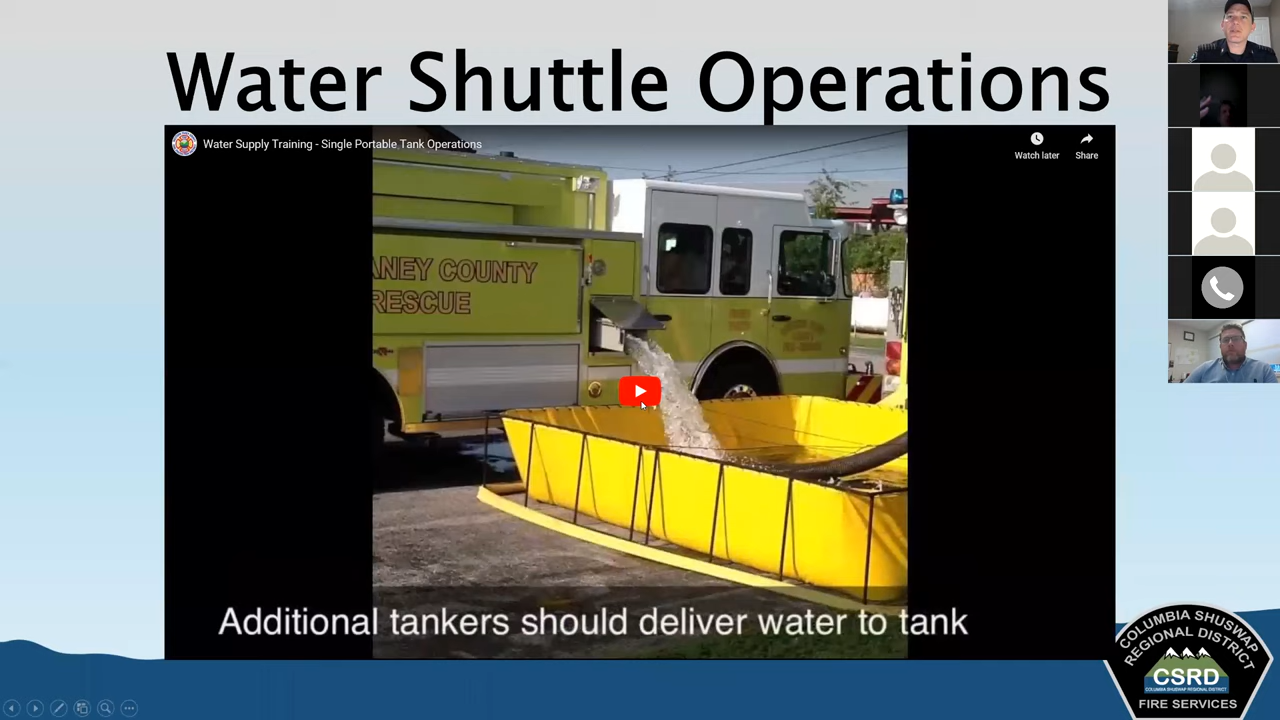 Water Shuttle Operations
Water Supply Training - Single Portable Tank Operations
Watch later
Share
ANEY COUNTY
RESCUE
Additional tankers should deliver water to tank
COLUMBIA SHUSWAP
REGIONAL DISTRICT
CSRD
COLUMBIA SHUSWAP REGIONAL DISTRICT
FIRE SERVICES